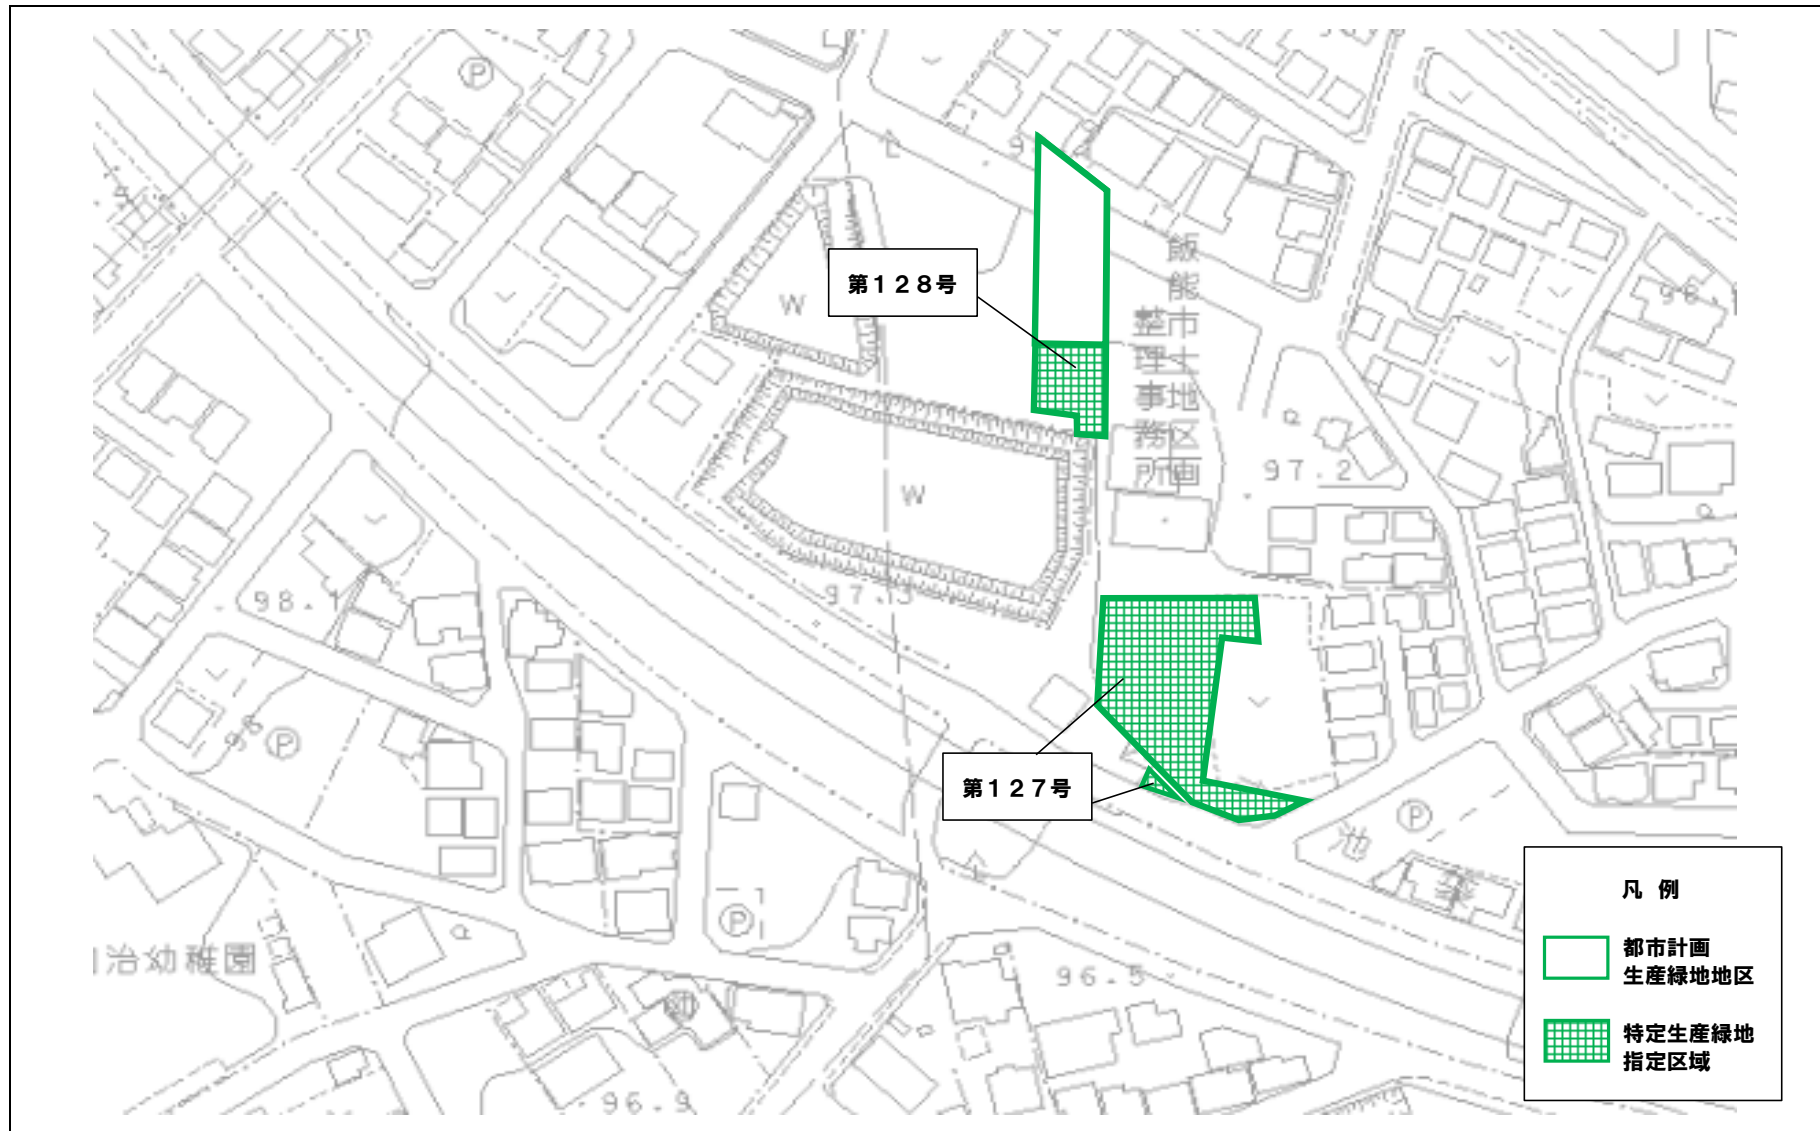 Ⓟ
飯能市土地区画
整理事務所
第１２８号
W
W
97.2
98.1
97.3
Ⓟ
第１２７号
Ⓟ
池
Ⓟ
治幼稚園
96.5
96.9
凡 例
都市計画
生産緑地地区
特定生産緑地
指定区域